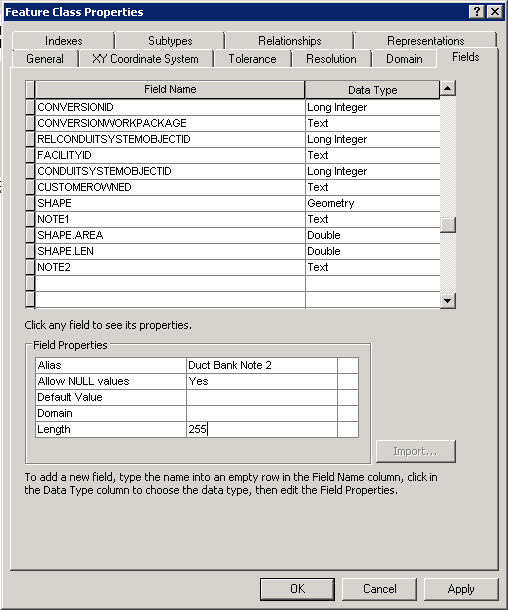 Feature Class Properties
Indexes Subtypes Relationships Representations
General XY Coordinate System Tolerance Resolution Domain Fields
Field Name Data Type
CONVERSIONID Long Integer
CONVERSIONWORKPACKAGE Text
RELCONDUITSYSTEMOBJECTID Long Integer
FACILITYID Text
CONDUITSYSTEMOBJECTID Long Integer
CUSTOMEROWNED Text
SHAPE Geometry
NOTE1 Text
SHAPE.AREA Double
SHAPE.LEN Double
NOTE2 Text
Click any field to see its properties.
Field Properties
Alias Duct Bank Note 2
Allow NULL values Yes
Default Value
Domain
Length 255
Import...
To add a new field, type the name into an empty row in the Field Name column, click in
the Data Type column to choose the data type, then edit the Field Properties.
OK Cancel Apply